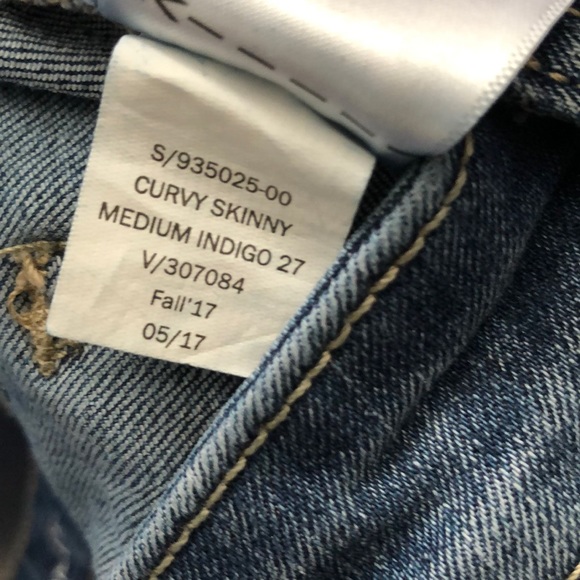 S/935025-00
CURVY SKINNY
MEDIUM INDIGO 27
V/307084
Fall'17
05/17